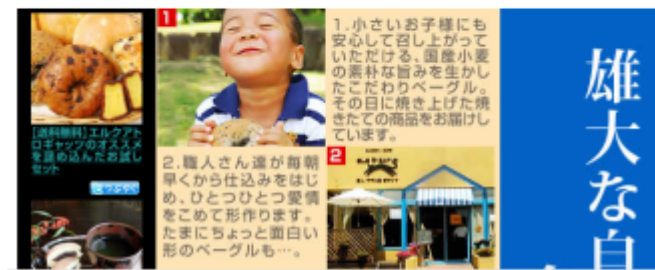 [送料無料]エルクアト
ロギャッツのオススメ
を詰め込んだお試し
セット
つぶやく
1
2.職人さん達が毎朝
早くから仕込みをはじ
め、ひとつひとつ愛情
をこめて形作ります。
たまにちょっと面白い
形のベーグルも…。
1.小さいお子様にも
安心して召し上がって
いただける、国産小麦
の素朴な旨みを生かし
たこだわりベーグル。
その日に焼き上げた焼
きたての商品をお届けし
ています。
2
雄大な白